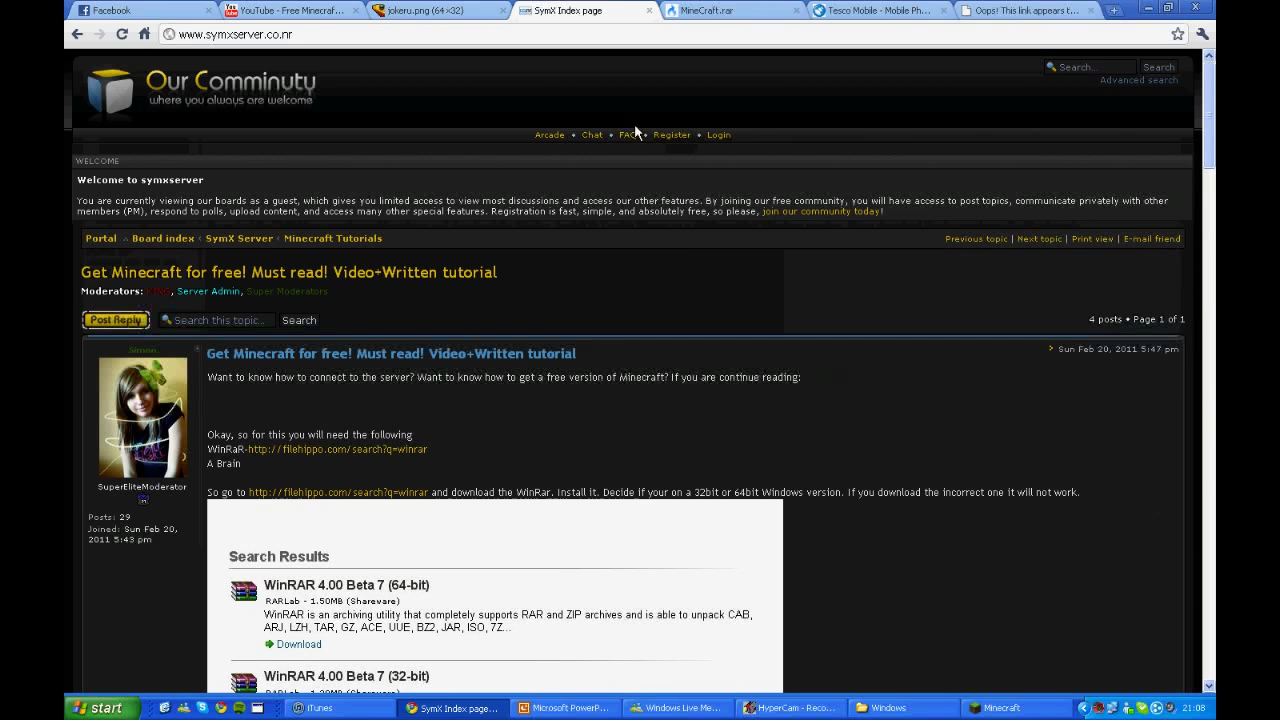 Facebook
YouTube - Free Minecraf...
jokeru.png (64×32)
SymX Index page
MineCraft.rar
Tesco Mobile - Mobile Ph...
Oops! This link appears t...
www.symxserver.co.nr
Our Comminuty
where you always are welcome
Search...
Search
Advanced search
Arcade • Chat • FAQ • Register • Login
WELCOME
Welcome to symxserver
You are currently viewing our boards as a guest, which gives you limited access to view most discussions and access our other features. By joining our free community, you will have access to post topics, communicate privately with other
members (PM), respond to polls, upload content, and access many other special features. Registration is fast, simple, and absolutely free, so please, join our community today!
Portal Board index ‹ SymX Server ‹ Minecraft Tutorials
Previous topic | Next topic | Print view | E-mail friend
Get Minecraft for free! Must read! Video+Written tutorial
Moderators: Server Admin, Super Moderators
Post Reply
Search this topic...
Search
4 posts • Page 1 of 1
Simon
Get Minecraft for free! Must read! Video+Written tutorial
Sun Feb 20, 2011 5:47 pm
Want to know how to connect to the server? Want to know how to get a free version of Minecraft? If you are continue reading:
Okay, so for this you will need the following
WinRaR-http://filehippo.com/search?q=winrar
A Brain
SuperEliteModerator
So go to http://filehippo.com/search?q=winrar and download the WinRar. Install it. Decide if your on a 32bit or 64bit Windows version. If you download the incorrect one it will not work.
Posts: 29
Joined: Sun Feb 20,
2011 5:43 pm
Search Results
WinRAR 4.00 Beta 7 (64-bit)
RARLab - 1.50MB (Shareware)
WinRAR is an archiving utility that completely supports RAR and ZIP archives and is able to unpack CAB,
ARJ, LZH, TAR, GZ, ACE, UUE, BZ2, JAR, ISO, 7Z...
Download
WinRAR 4.00 Beta 7 (32-bit)
start
iTunes
SymX Index page...
Microsoft PowerP...
Windows Live Me...
HyperCam - Reco...
Windows
Minecraft
21:08